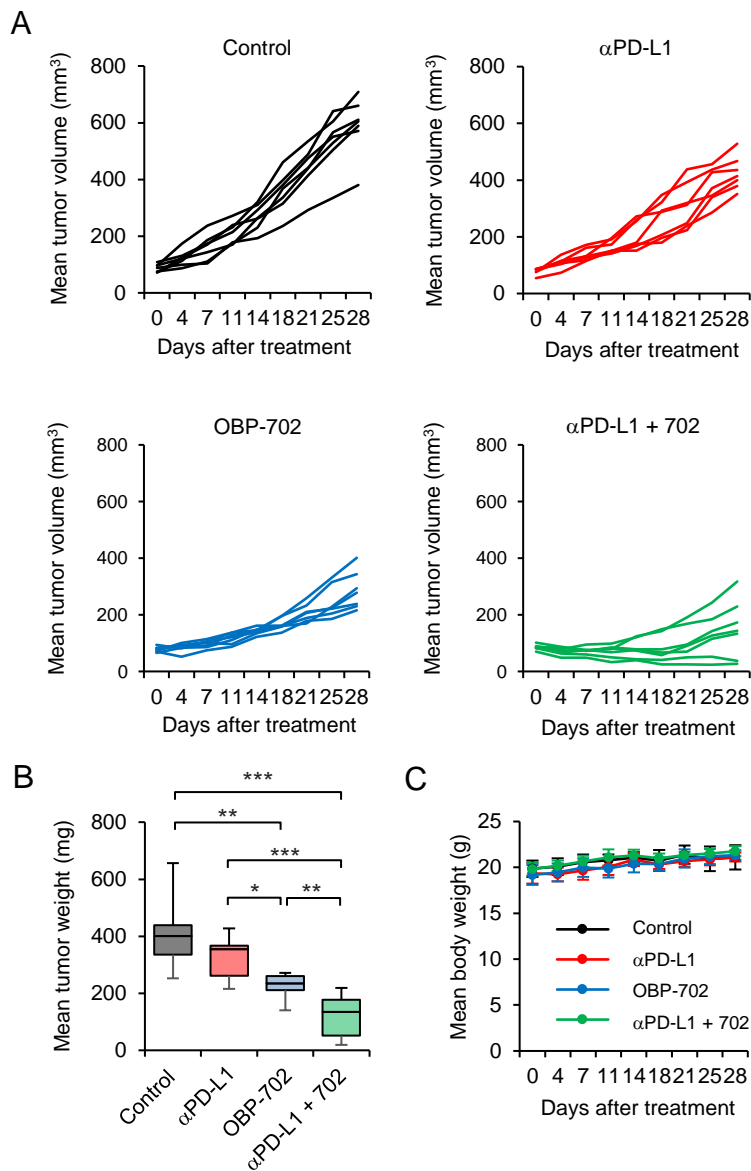 A
Control
Mean tumor volume (mm³)
800
600
400
200
0
0 4 7 11 14 18 21 25 28
Days after treatment
αPD-L1
Mean tumor volume (mm³)
800
600
400
200
0
0 4 7 11 14 18 21 25 28
Days after treatment
OBP-702
Mean tumor volume (mm³)
800
600
400
200
0
0 4 7 11 14 18 21 25 28
Days after treatment
αPD-L1 + 702
Mean tumor volume (mm³)
800
600
400
200
0
0 4 7 11 14 18 21 25 28
Days after treatment
B
Mean tumor weight (mg)
800
600
400
200
0
***
**
***
* **
Control
αPD-L1
OBP-702
αPD-L1 + 702
C
Mean body weight (g)
25
20
15
10
5
0
Control
αPD-L1
OBP-702
αPD-L1 + 702
0 4 7 11 14 18 21 25 28
Days after treatment